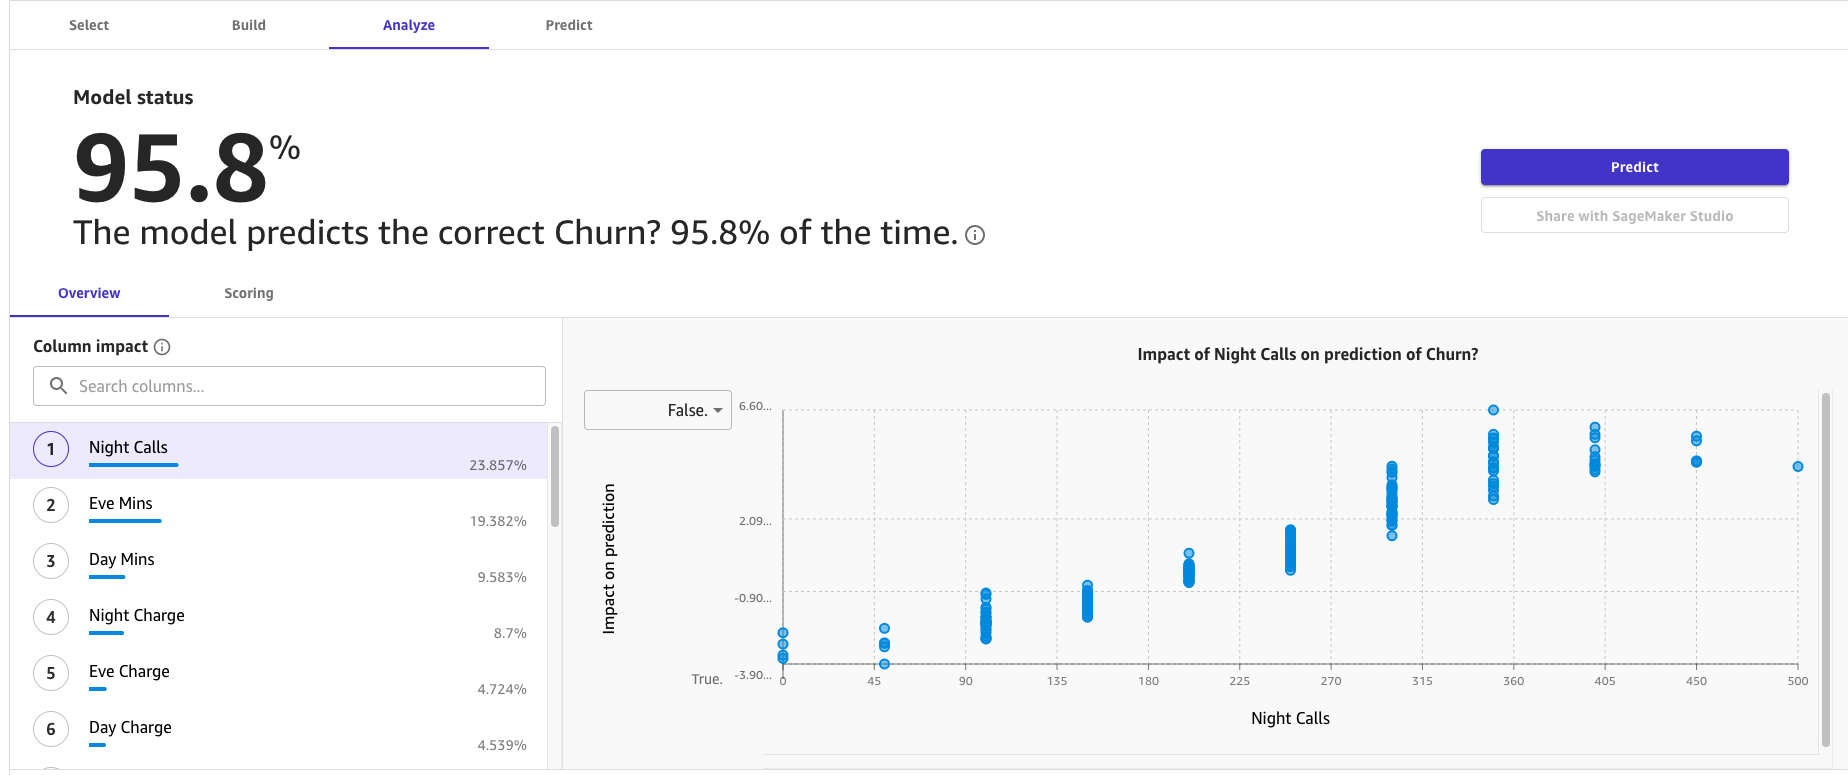 Select Build Analyze Predict
Model status
95.8%
The model predicts the correct Churn? 95.8% of the time.
Predict
Share with SageMaker Studio
Overview Scoring
Column impact
Search columns...
1 Night Calls 23.857%
2 Eve Mins 19.382%
3 Day Mins 9.583%
4 Night Charge 8.7%
5 Eve Charge 4.724%
6 Day Charge 4.539%
Impact of Night Calls on prediction of Churn?
False.
6.60...
2.09...
-0.90...
-3.90...
True.
Impact on prediction
0 45 90 135 180 225 270 315 360 405 450 500
Night Calls